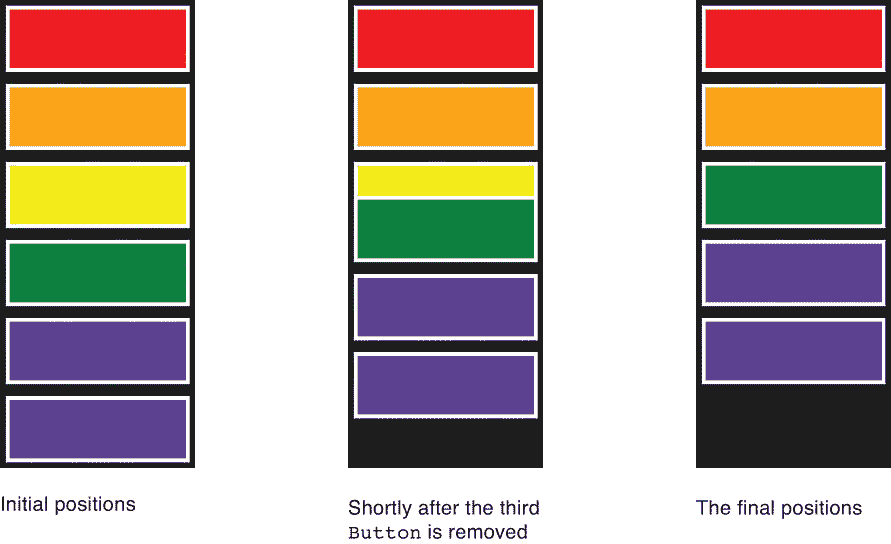 Initial positions
Shortly after the third
Button is removed
The final positions